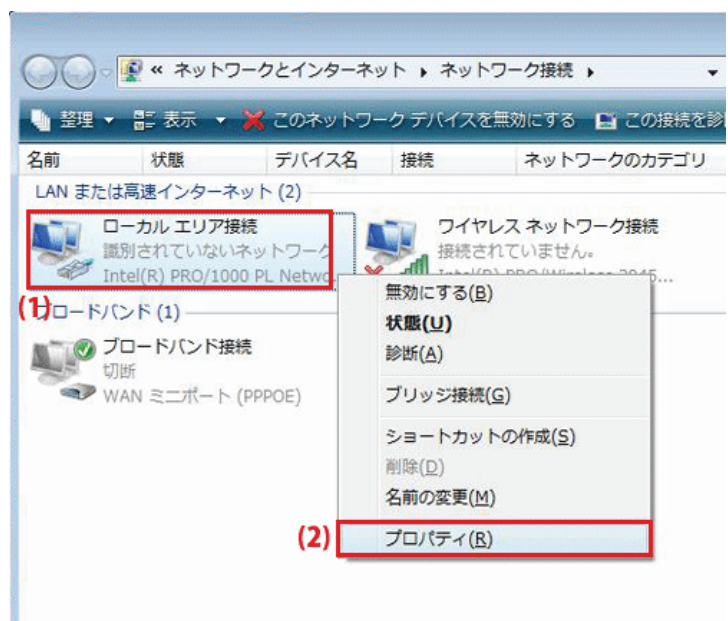 « ネットワークとインターネット ▸ ネットワーク接続 ▸
整理 表示 このネットワーク デバイスを無効にする この接続を診
名前 状態 デバイス名 接続 ネットワークのカテゴリ
LAN または高速インターネット (2)
ローカル エリア接続
識別されていないネットワーク
Intel(R) PRO/1000 PL Netwo...
(1)
ワイヤレス ネットワーク接続
接続されていません。
ブロードバンド (1)
ブロードバンド接続
切断
WAN ミニポート (PPPOE)
無効にする(B)
状態(U)
診断(A)
ブリッジ接続(G)
ショートカットの作成(S)
削除(D)
名前の変更(M)
(2)
プロパティ(R)